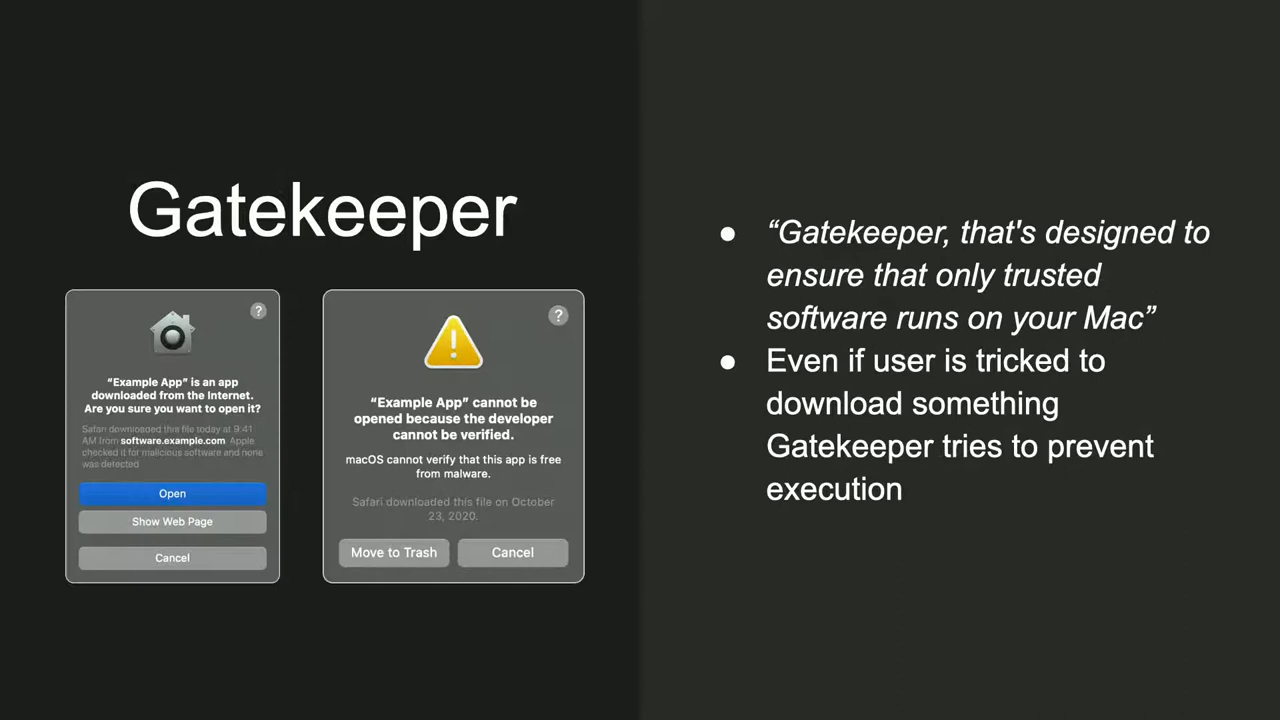 Gatekeeper
?
“Example App” is an app
downloaded from the Internet.
Are you sure you want to open it?
Safari downloaded this file today at 9:41
AM from software.example.com. Apple
checked it for malicious software and none
was detected
Open
Show Web Page
Cancel
?
“Example App” cannot be
opened because the developer
cannot be verified.
macOS cannot verify that this app is free
from malware.
Safari downloaded this file on October
23, 2020.
Move to Trash
Cancel
● “Gatekeeper, that's designed to
ensure that only trusted
software runs on your Mac”
● Even if user is tricked to
download something
Gatekeeper tries to prevent
execution